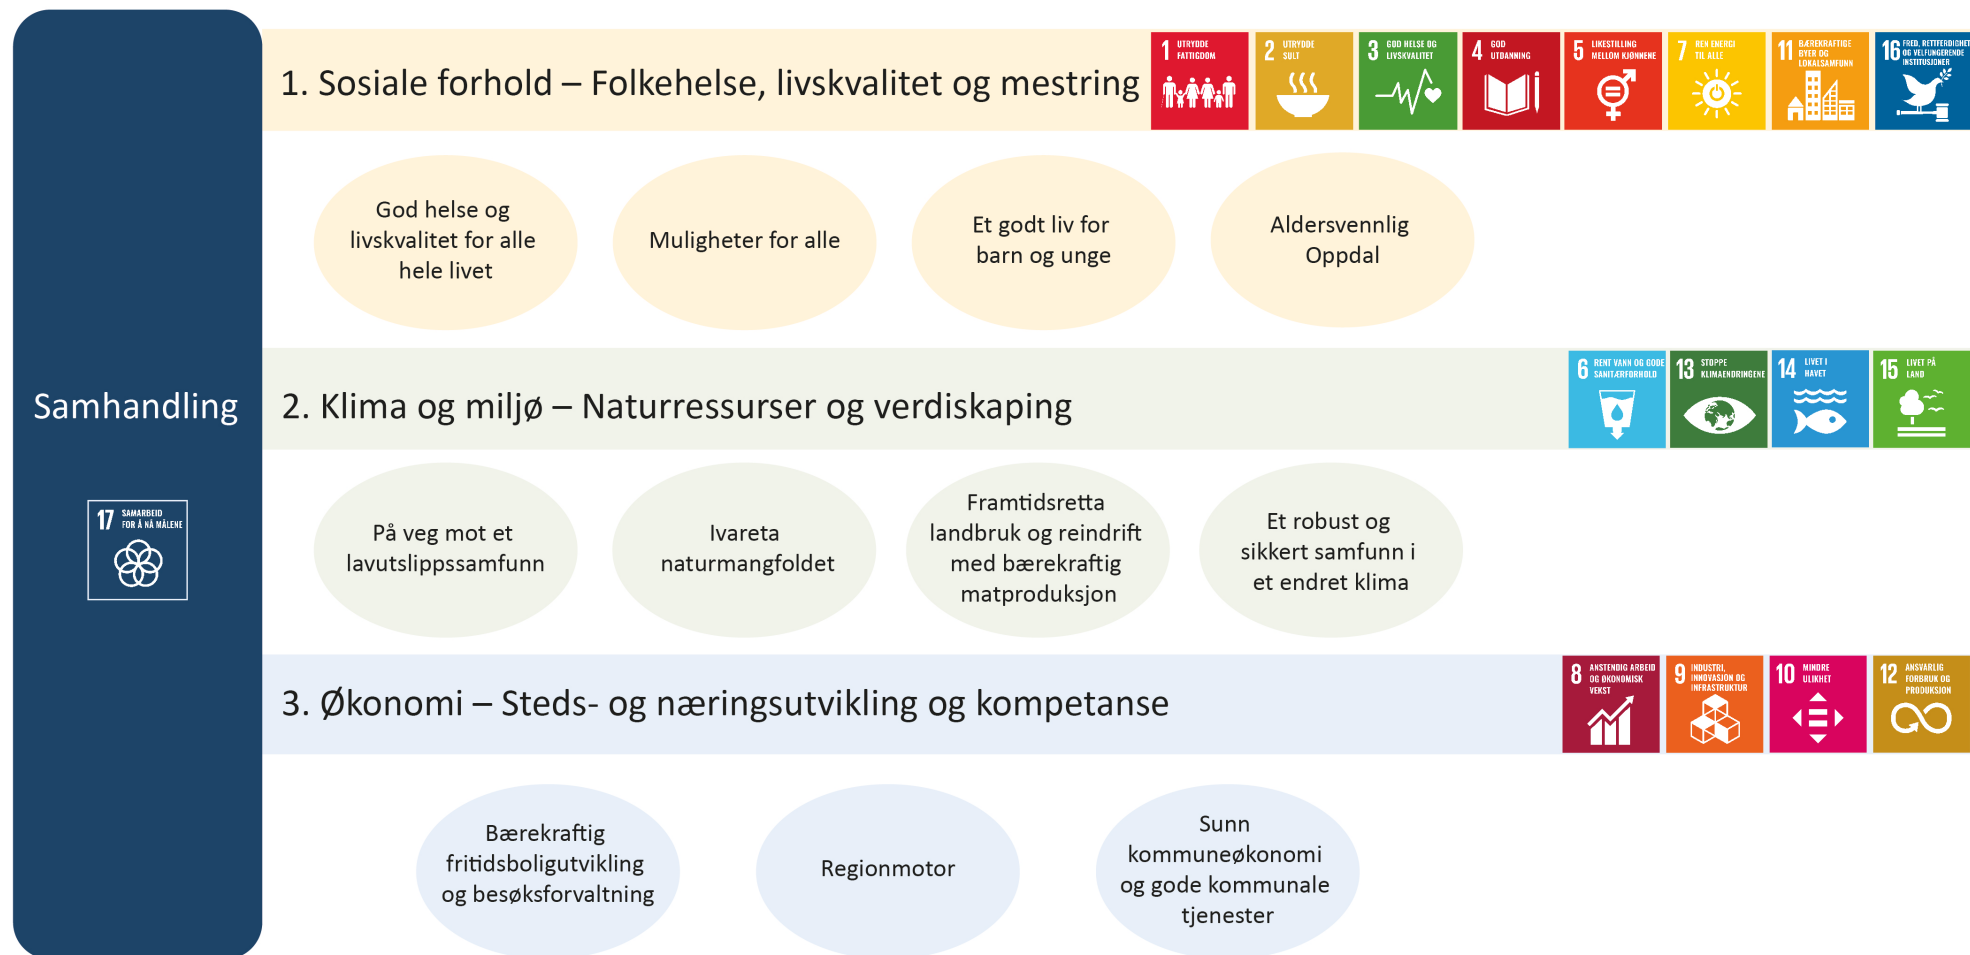 Samhandling
17 SAMARBEID
FOR Å NÅ MÅLENE
1. Sosiale forhold – Folkehelse, livskvalitet og mestring
1 UTRYDDE
FATTIGDOM
2 UTRYDDE
SULT
3 GOD HELSE OG
LIVSKVALITET
4 GOD
UTDANNING
5 LIKESTILLING
MELLOM KJØNNENE
7 REN ENERGI
TIL ALLE
11 BÆREKRAFTIGE
BYER OG
LOKALSAMFUNN
16 FRED, RETTFERDIGHET
OG VELFUNGERENDE
INSTITUSJONER
God helse og
livskvalitet for alle
hele livet
Muligheter for alle
Et godt liv for
barn og unge
Aldersvennlig
Oppdal
2. Klima og miljø – Naturressurser og verdiskaping
6 RENT VANN OG GODE
SANITÆRFORHOLD
13 STOPPE
KLIMAENDRINGENE
14 LIVET I
HAVET
15 LIVET PÅ
LAND
På veg mot et
lavutslippssamfunn
Ivareta
naturmangfoldet
Framtidsretta
landbruk og reindrift
med bærekraftig
matproduksjon
Et robust og
sikkert samfunn i
et endret klima
3. Økonomi – Steds- og næringsutvikling og kompetanse
8 ANSTENDIG ARBEID
OG ØKONOMISK
VEKST
9 INDUSTRI,
INNOVASJON OG
INFRASTRUKTUR
10 MINDRE
ULIKHET
12 ANSVARLIG
FORBRUK OG
PRODUKSJON
Bærekraftig
fritidsboligutvikling
og besøksforvaltning
Regionmotor
Sunn
kommuneøkonomi
og gode kommunale
tjenester